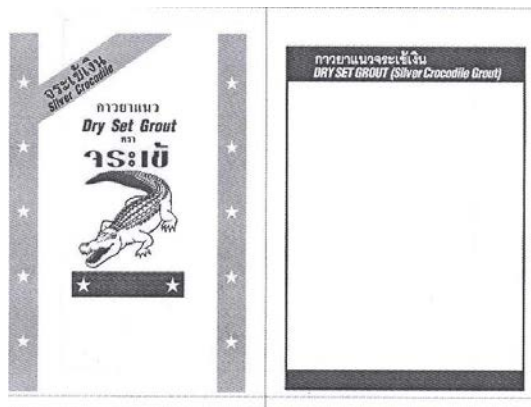 จระเข้เงิน
Silver Crocodile
กาวยาแนว
Dry Set Grout
ตรา
จระเข้
กาวยาแนวจระเข้เงิน
DRY SET GROUT (Silver Crocodile Grout)